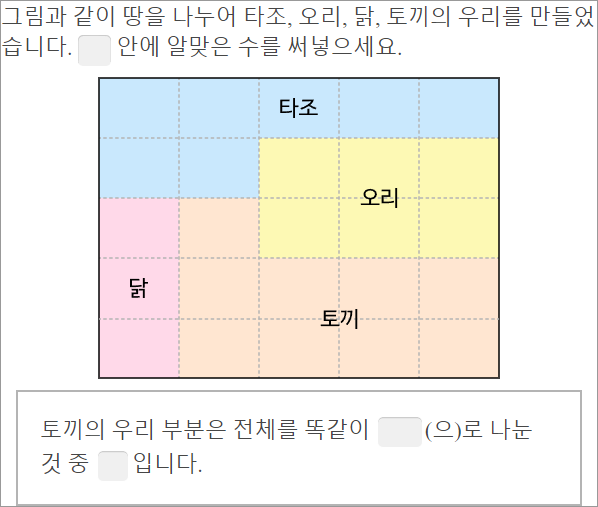 그림과 같이 땅을 나누어 타조, 오리, 닭, 토끼의 우리를 만들었
습니다. 안에 알맞은 수를 써넣으세요.
타조
오리
닭
토끼
토끼의 우리 부분은 전체를 똑같이 (으)로 나눈
것 중 입니다.